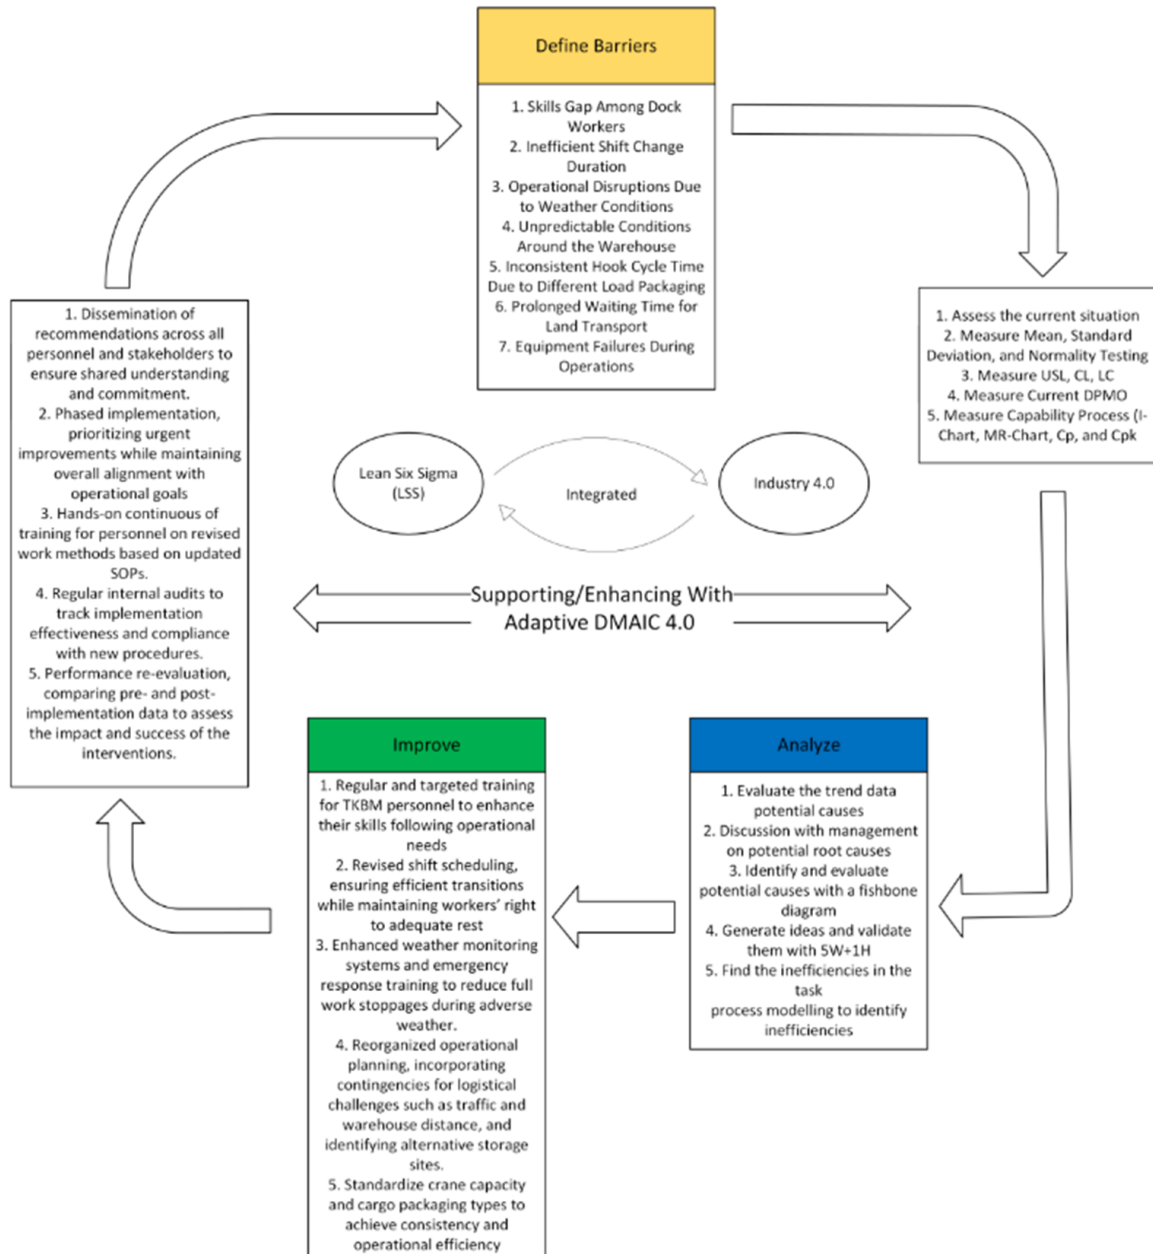 Define Barriers
1. Skills Gap Among Dock
Workers
2. Inefficient Shift Change
Duration
3. Operational Disruptions Due
to Weather Conditions
4. Unpredictable Conditions
Around the Warehouse
5. Inconsistent Hook Cycle Time
Due to Different Load Packaging
6. Prolonged Waiting Time for
Land Transport
7. Equipment Failures During
Operations
1. Assess the current situation
2. Measure Mean, Standard
Deviation, and Normality Testing
3. Measure USL, CL, LC
4. Measure Current DPMO
5. Measure Capability Process (I-
Chart, MR-Chart, Cp, and Cpk
Lean Six Sigma
(LSS)
Integrated
Industry 4.0
Supporting/Enhancing With
Adaptive DMAIC 4.0
Analyze
1. Evaluate the trend data
potential causes
2. Discussion with management
on potential root causes
3. Identify and evaluate
potential causes with a fishbone
diagram
4. Generate ideas and validate
them with 5W+1H
5. Find the inefficiencies in the
task
process modelling to identify
inefficiencies
Improve
1. Regular and targeted training
for TKBM personnel to enhance
their skills following operational
needs
2. Revised shift scheduling,
ensuring efficient transitions
while maintaining workers' right
to adequate rest
3. Enhanced weather monitoring
systems and emergency
response training to reduce full
work stoppages during adverse
weather.
4. Reorganized operational
planning, incorporating
contingencies for logistical
challenges such as traffic and
warehouse distance, and
identifying alternative storage
sites.
5. Standardize crane capacity
and cargo packaging types to
achieve consistency and
operational efficiency
1. Dissemination of
recommendations across all
personnel and stakeholders to
ensure shared understanding
and commitment.
2. Phased implementation,
prioritizing urgent
improvements while maintaining
overall alignment with
operational goals
3. Hands-on continuous of
training for personnel on revised
work methods based on updated
SOPs.
4. Regular internal audits to
track implementation
effectiveness and compliance
with new procedures.
5. Performance re-evaluation,
comparing pre- and post-
implementation data to assess
the impact and success of the
interventions.